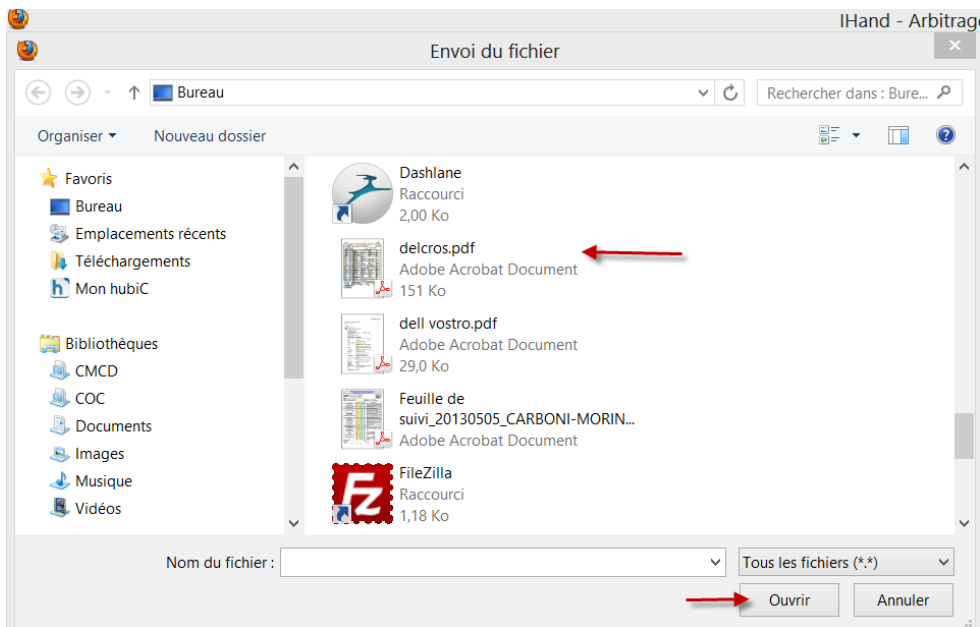 IHand - Arbitrage
Envoi du fichier
Bureau
Rechercher dans : Bure...
Organiser
Nouveau dossier
Favoris
Bureau
Emplacements récents
Téléchargements
Mon hubiC
Bibliothèques
CMCD
COC
Documents
Images
Musique
Vidéos
Dashlane
Raccourci
2,00 Ko
delcros.pdf
Adobe Acrobat Document
151 Ko
dell vostro.pdf
Adobe Acrobat Document
29,0 Ko
Feuille de
suivi_20130505_CARBONI-MORIN...
Adobe Acrobat Document
FileZilla
Raccourci
1,18 Ko
Nom du fichier :
Tous les fichiers (*.*)
Ouvrir
Annuler